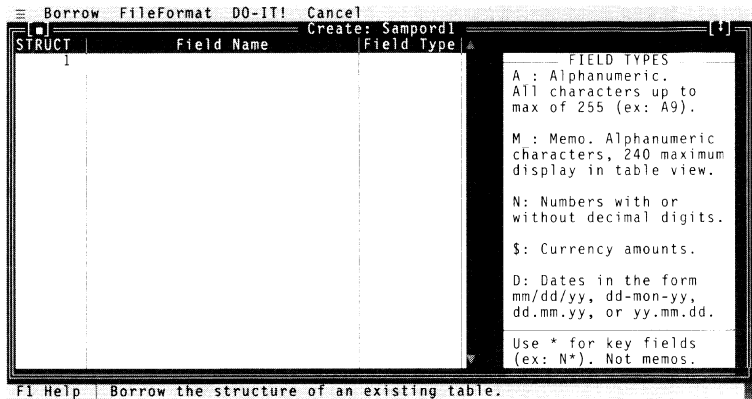 ≡ Borrow FileFormat DO-IT! Cancel
[■] Create: Sampord1 [↕]
STRUCT Field Name Field Type
1
FIELD TYPES
A_: Alphanumeric.
All characters up to
max of 255 (ex: A9).
M_: Memo. Alphanumeric
characters, 240 maximum
display in table view.
N: Numbers with or
without decimal digits.
$: Currency amounts.
D: Dates in the form
mm/dd/yy, dd-mon-yy,
dd.mm.yy, or yy.mm.dd.
Use * for key fields
(ex: N*). Not memos.
F1 Help | Borrow the structure of an existing table.